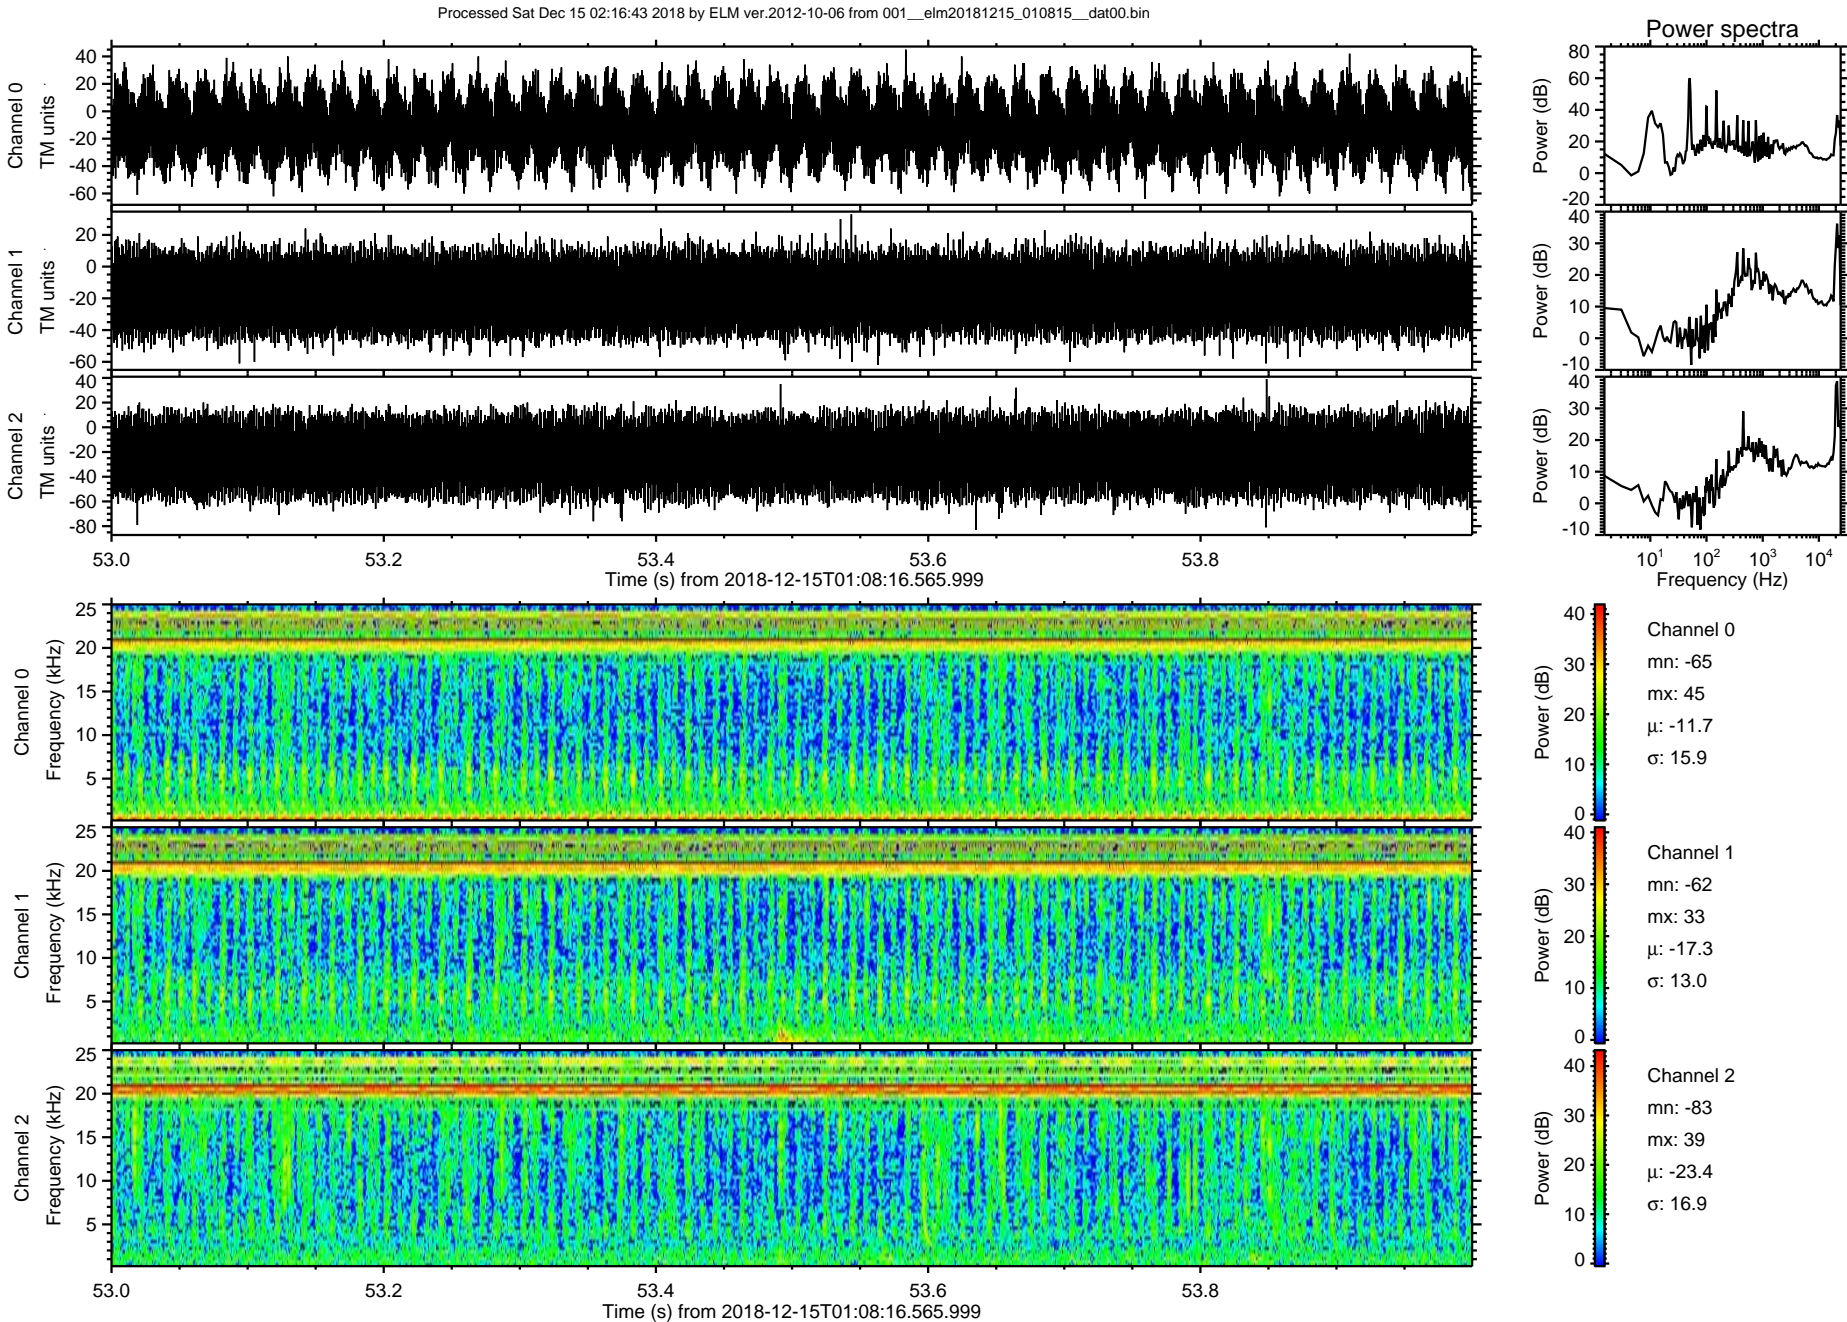 Processed Sat Dec 15 02:16:43 2018 by ELM ver.2012-10-06 from 001__elm20181215_010815__dat00.bin
Power spectra
Channel 0
TM units
40
20
0
-20
-40
-60
Power (dB)
80
60
40
20
0
-20
Channel 1
TM units
20
0
-20
-40
-60
Power (dB)
40
30
20
10
0
-10
Channel 2
TM units
40
20
0
-20
-40
-60
-80
Power (dB)
40
30
20
10
0
-10
53.0 53.2 53.4 53.6 53.8
Time (s) from 2018-12-15T01:08:16.565.999
10^1 10^2 10^3 10^4
Frequency (Hz)
Channel 0
Frequency (kHz)
25
20
15
10
5
Power (dB)
40
30
20
10
0
Channel 0
mn: -65
mx: 45
μ: -11.7
σ: 15.9
Channel 1
Frequency (kHz)
25
20
15
10
5
Power (dB)
40
30
20
10
0
Channel 1
mn: -62
mx: 33
μ: -17.3
σ: 13.0
Channel 2
Frequency (kHz)
25
20
15
10
5
Power (dB)
40
30
20
10
0
Channel 2
mn: -83
mx: 39
μ: -23.4
σ: 16.9
53.0 53.2 53.4 53.6 53.8
Time (s) from 2018-12-15T01:08:16.565.999